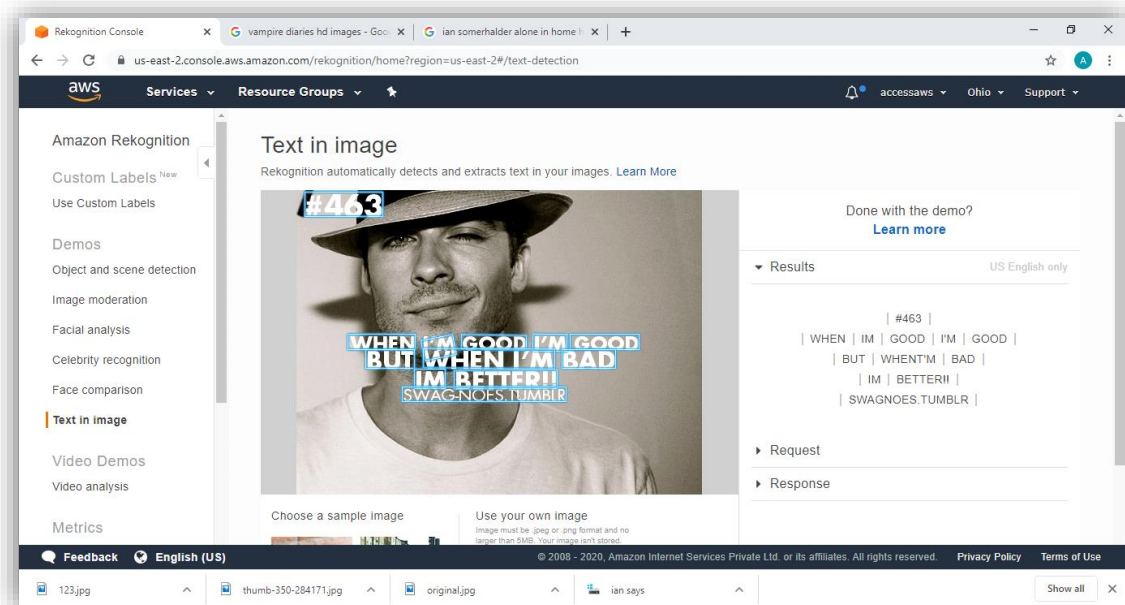 Rekognition Console
vampire diaries hd images - Goo
ian somerhalder alone in home h
us-east-2.console.aws.amazon.com/rekognition/home?region=us-east-2#/text-detection
A
aws Services Resource Groups accessaws Ohio Support
Amazon Rekognition
Custom Labels New
Use Custom Labels
Demos
Object and scene detection
Image moderation
Facial analysis
Celebrity recognition
Face comparison
Text in image
Video Demos
Video analysis
Metrics
Text in image
Rekognition automatically detects and extracts text in your images. Learn More
#463
WHEN I'M GOOD I'M GOOD
BUT WHEN I'M BAD
IM BETTER!!
SWAG-NOES.TUMBLR
Choose a sample image
Use your own image
Image must be .jpeg or .png format and no
larger than 5MB. Your image isn't stored.
Done with the demo?
Learn more
Results US English only
| #463 |
| WHEN | IM | GOOD | I'M | GOOD |
| BUT | WHENT'M | BAD |
| IM | BETTER!! |
| SWAGNOES.TUMBLR |
Request
Response
Feedback English (US) © 2008 - 2020, Amazon Internet Services Private Ltd. or its affiliates. All rights reserved. Privacy Policy Terms of Use
123.jpg thumb-350-284171.jpg original.jpg ian says Show all